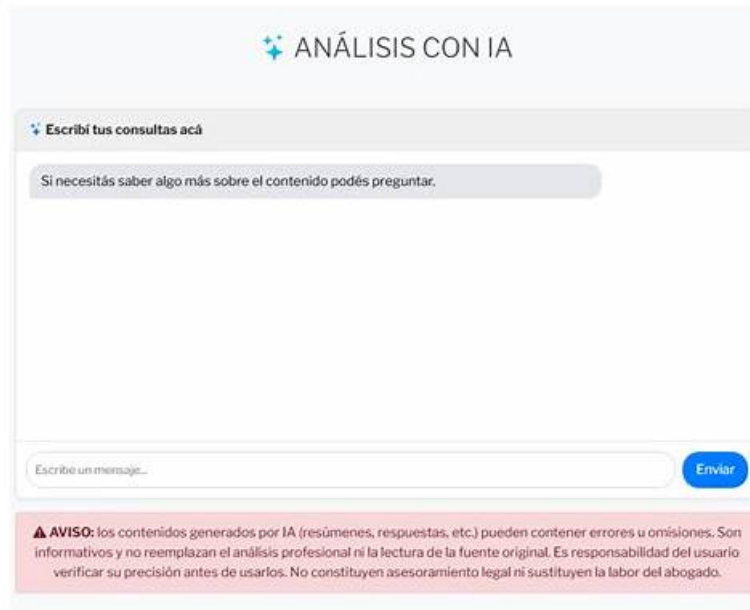 ANÁLISIS CON IA
Escribí tus consultas acá
Si necesitás saber algo más sobre el contenido podés preguntar.
Escribe un mensaje...
Enviar
AVISO: los contenidos generados por IA (resúmenes, respuestas, etc.) pueden contener errores u omisiones. Son
informativos y no reemplazan el análisis profesional ni la lectura de la fuente original. Es responsabilidad del usuario
verificar su precisión antes de usarlos. No constituyen asesoramiento legal ni sustituyen la labor del abogado.